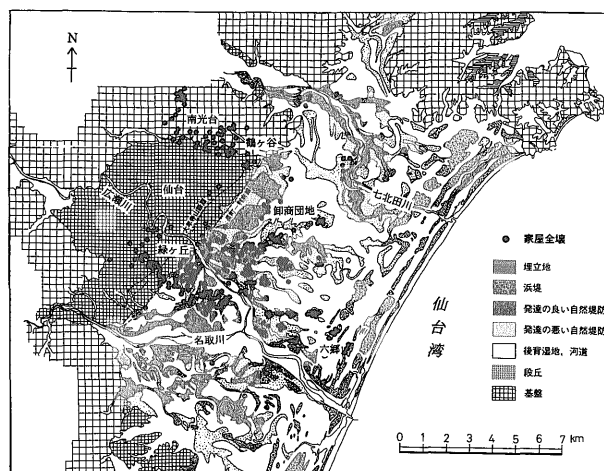 N
南光台
鶴ヶ谷
七北田川
広瀬川
仙台
卸商団地
緑ヶ丘
名取川
六郷
仙台湾
家屋全壊
埋立地
浜堤
発達の良い自然堤防
発達の悪い自然堤防
後背湿地、河道
段丘
基盤
0 1 2 3 4 5 6 7 km